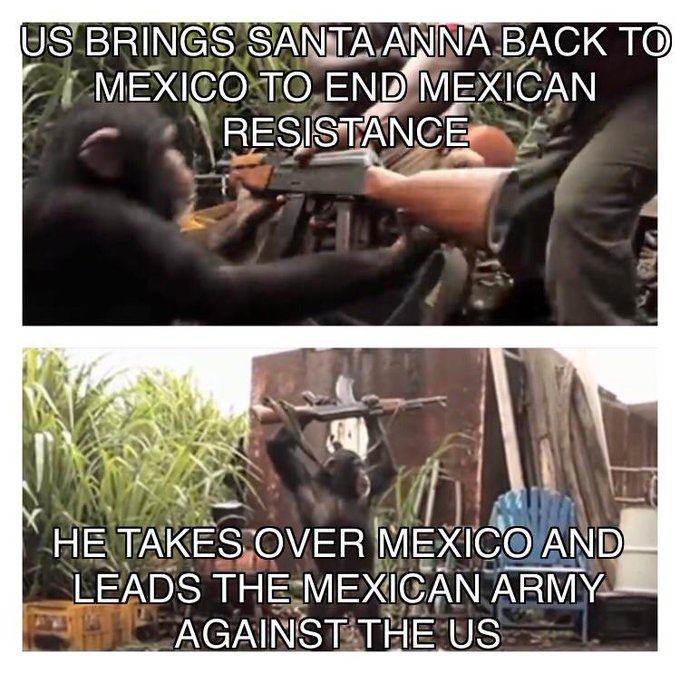 US BRINGS SANTA ANNA BACK TO
MEXICO TO END MEXICAN
RESISTANCE
HE TAKES OVER MEXICO AND
LEADS THE MEXICAN ARMY
AGAINST THE US